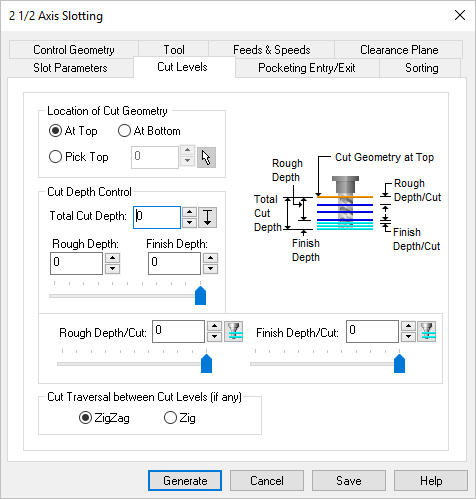 2 1/2 Axis Slotting
Control Geometry Tool Feeds & Speeds Clearance Plane
Slot Parameters Cut Levels Pocketing Entry/Exit Sorting
Location of Cut Geometry
At Top At Bottom
Pick Top 0
Cut Depth Control
Total Cut Depth: 0
Rough Depth: Finish Depth:
0 0
Rough
Depth
Cut Geometry at Top
Total
Cut
Depth
Rough
Depth/Cut
Finish
Depth
Finish
Depth/Cut
Rough Depth/Cut: 0 Finish Depth/Cut: 0
Cut Traversal between Cut Levels (if any)
ZigZag Zig
Generate Cancel Save Help